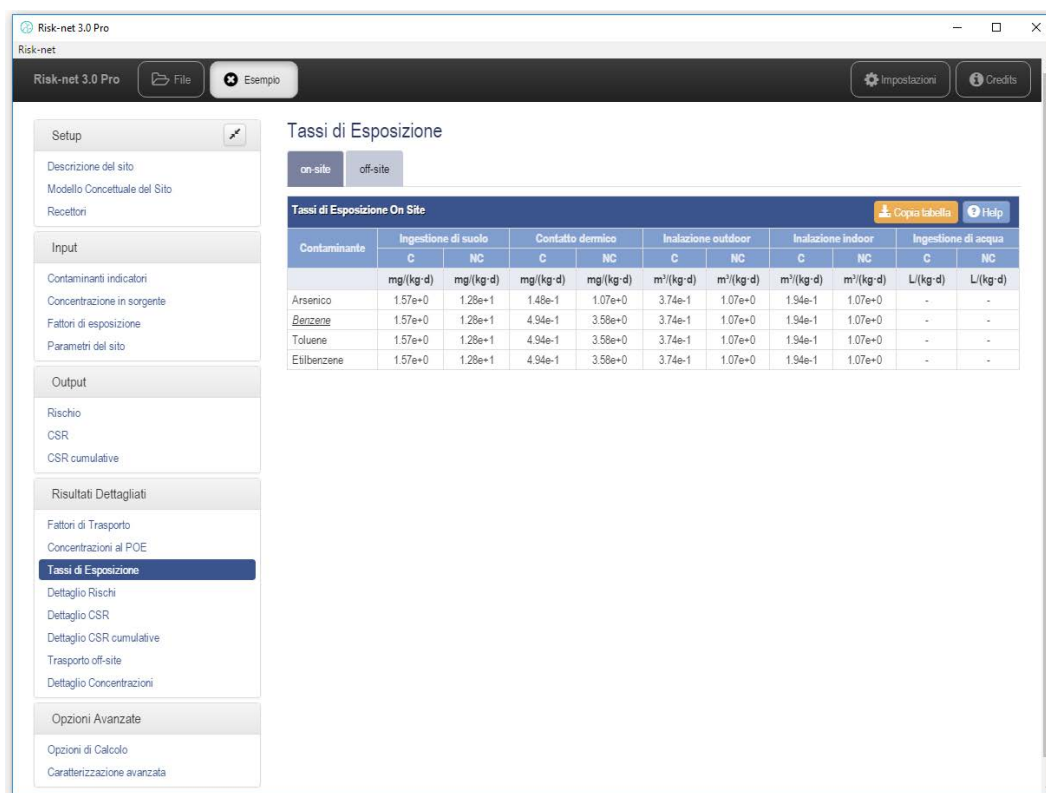 Risk-net 3.0 Pro
Risk-net
Risk-net 3.0 Pro File Esempio Impostazioni Credits
Setup
Descrizione del sito
Modello Concettuale del Sito
Recettori
Input
Contaminanti indicatori
Concentrazione in sorgente
Fattori di esposizione
Parametri del sito
Output
Rischio
CSR
CSR cumulative
Risultati Dettagliati
Fattori di Trasporto
Concentrazioni al POE
Tassi di Esposizione
Dettaglio Rischi
Dettaglio CSR
Dettaglio CSR cumulative
Trasporto off-site
Dettaglio Concentrazioni
Opzioni Avanzate
Opzioni di Calcolo
Caratterizzazione avanzata
Tassi di Esposizione
on-site off-site
Tassi di Esposizione On Site Copia tabella Help
Contaminante Ingestione di suolo Contatto dermico Inalazione outdoor Inalazione indoor Ingestione di acqua
C NC C NC C NC C NC C NC
mg/(kg·d) mg/(kg·d) mg/(kg·d) mg/(kg·d) m³/(kg·d) m³/(kg·d) m³/(kg·d) m³/(kg·d) L/(kg·d) L/(kg·d)
Arsenico 1.57e+0 1.28e+1 1.48e-1 1.07e+0 3.74e-1 1.07e+0 1.94e-1 1.07e+0 - -
Benzene 1.57e+0 1.28e+1 4.94e-1 3.58e+0 3.74e-1 1.07e+0 1.94e-1 1.07e+0 - -
Toluene 1.57e+0 1.28e+1 4.94e-1 3.58e+0 3.74e-1 1.07e+0 1.94e-1 1.07e+0 - -
Etilbenzene 1.57e+0 1.28e+1 4.94e-1 3.58e+0 3.74e-1 1.07e+0 1.94e-1 1.07e+0 - -